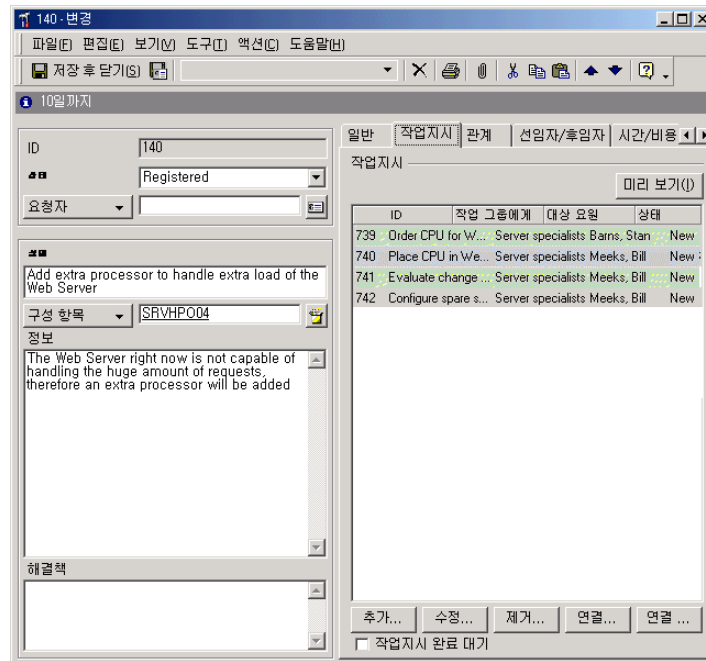 140 - 변경
파일(F) 편집(E) 보기(V) 도구(T) 액션(C) 도움말(H)
저장 후 닫기(S)
10일까지
ID 140
Registered
요청자
Add extra processor to handle extra load of the
Web Server
구성 항목 SRVHPO04
정보
The Web Server right now is not capable of
handling the huge amount of requests,
therefore an extra processor will be added
해결책
일반 작업지시 관계 선임자/후임자 시간/비용
작업지시
미리 보기(I)
ID 작업 그룹에게 대상 요원 상태
739 Order CPU for W... Server specialists Barns, Stan New
740 Place CPU in We... Server specialists Meeks, Bill New
741 Evaluate change ... Server specialists Meeks, Bill New
742 Configure spare s... Server specialists Meeks, Bill New
추가... 수정... 제거... 연결... 연결 ...
작업지시 완료 대기